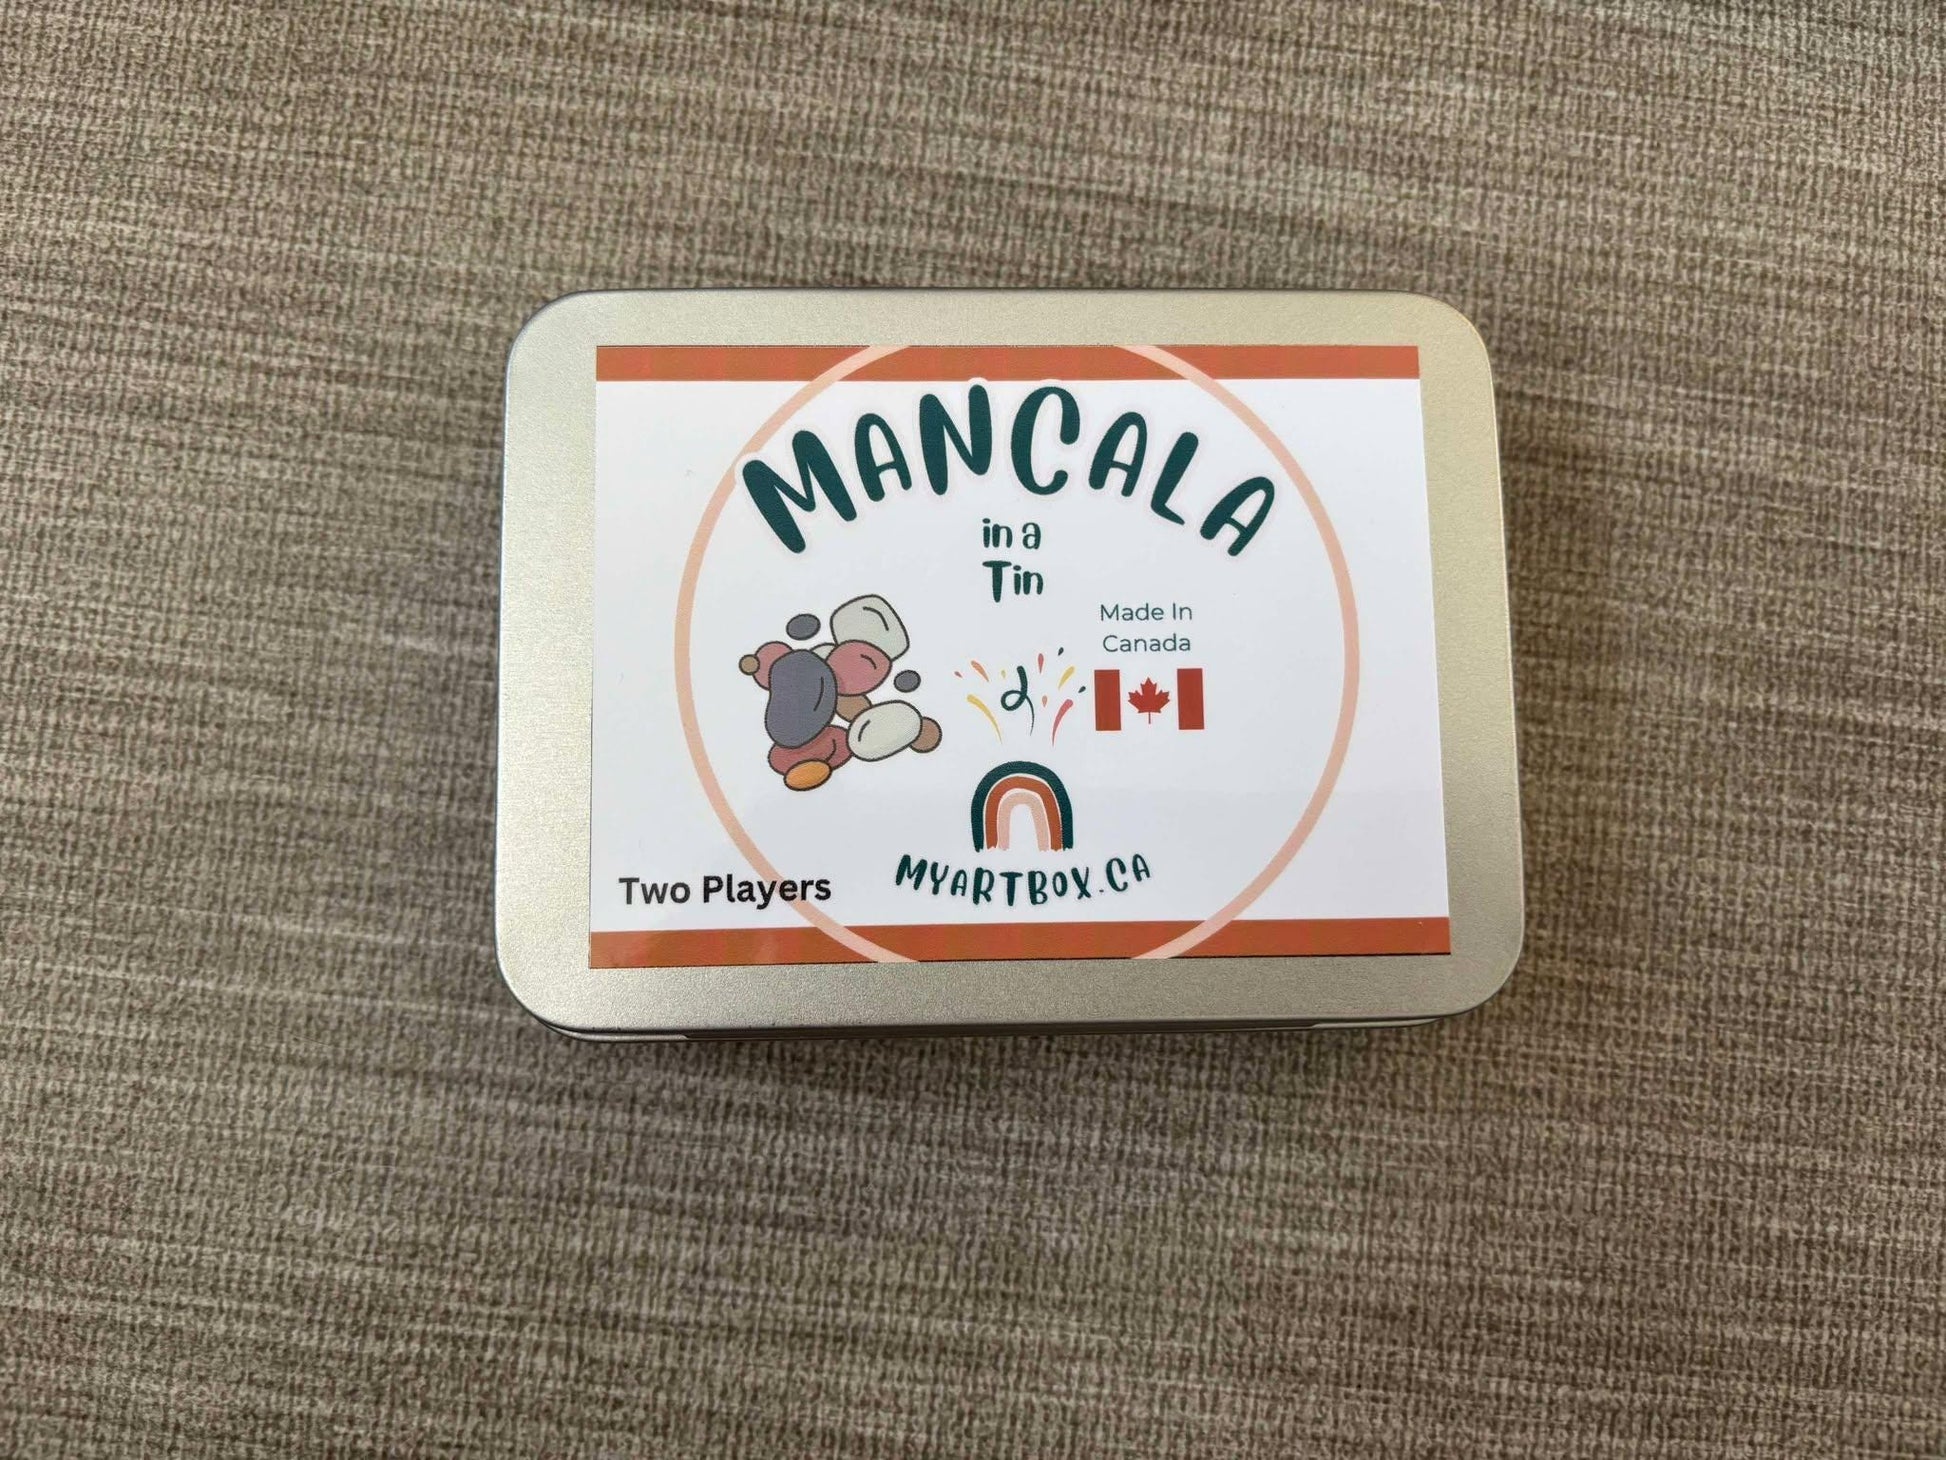 MANCALA
in a
Tin
Made In
Canada
MYARTBOX.CA
Two Players